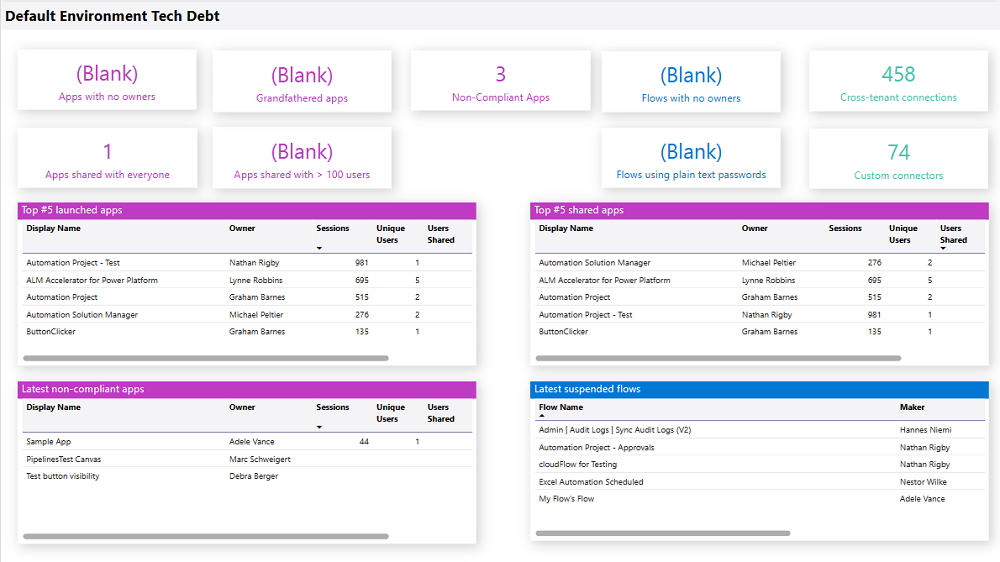 Default Environment Tech Debt
(Blank)
Apps with no owners
(Blank)
Grandfathered apps
3
Non-Compliant Apps
(Blank)
Flows with no owners
458
Cross-tenant connections
1
Apps shared with everyone
(Blank)
Apps shared with > 100 users
(Blank)
Flows using plain text passwords
74
Custom connectors
Top #5 launched apps
Display Name Owner Sessions Unique Users Users Shared
Automation Project - Test Nathan Rigby 981 1
ALM Accelerator for Power Platform Lynne Robbins 695 5
Automation Project Graham Barnes 515 2
Automation Solution Manager Michael Peltier 276 2
ButtonClicker Graham Barnes 135 1
Top #5 shared apps
Display Name Owner Sessions Unique Users Users Shared
Automation Solution Manager Michael Peltier 276 2
ALM Accelerator for Power Platform Lynne Robbins 695 5
Automation Project Graham Barnes 515 2
Automation Project - Test Nathan Rigby 981 1
ButtonClicker Graham Barnes 135 1
Latest non-compliant apps
Display Name Owner Sessions Unique Users Users Shared
Sample App Adele Vance 44 1
PipelinesTest Canvas Marc Schweigert
Test button visibility Debra Berger
Latest suspended flows
Flow Name Maker
Admin | Audit Logs | Sync Audit Logs (V2) Hannes Niemi
Automation Project - Approvals Nathan Rigby
cloudFlow for Testing Nathan Rigby
Excel Automation Scheduled Nestor Wilke
My Flow's Flow Adele Vance